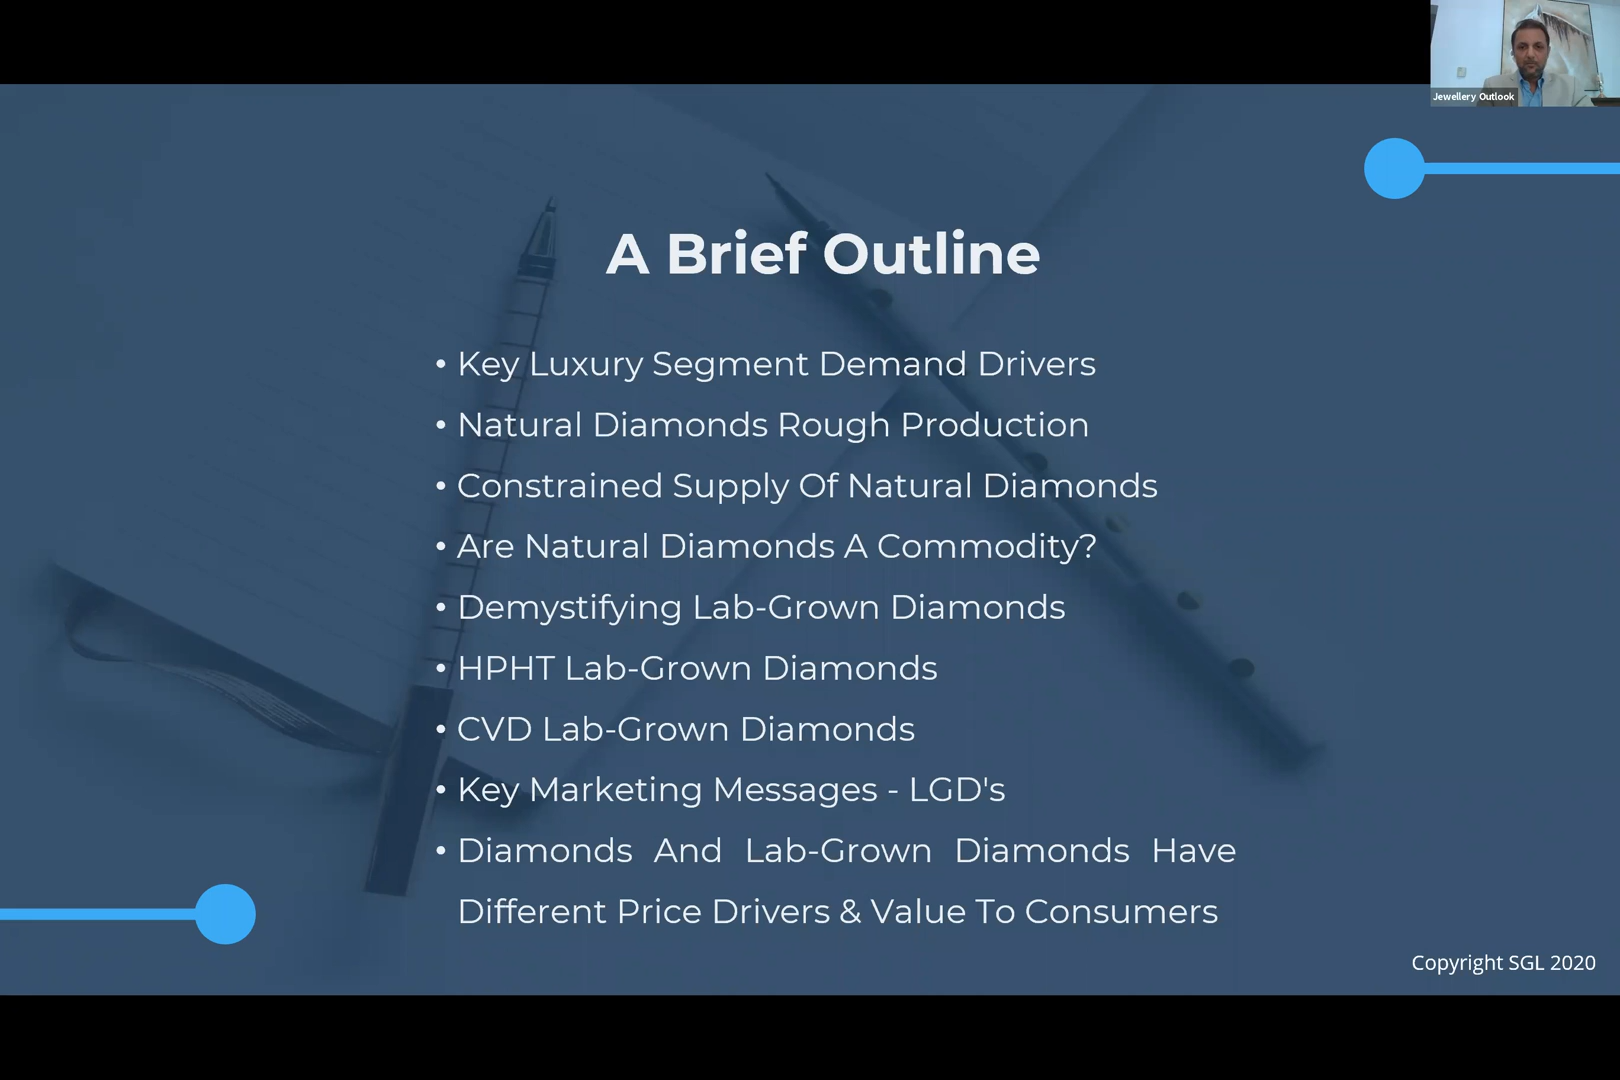 Jewellery Outlook
A Brief Outline
• Key Luxury Segment Demand Drivers
• Natural Diamonds Rough Production
• Constrained Supply Of Natural Diamonds
• Are Natural Diamonds A Commodity?
• Demystifying Lab-Grown Diamonds
• HPHT Lab-Grown Diamonds
• CVD Lab-Grown Diamonds
• Key Marketing Messages - LGD's
• Diamonds And Lab-Grown Diamonds Have
Different Price Drivers & Value To Consumers
Copyright SGL 2020